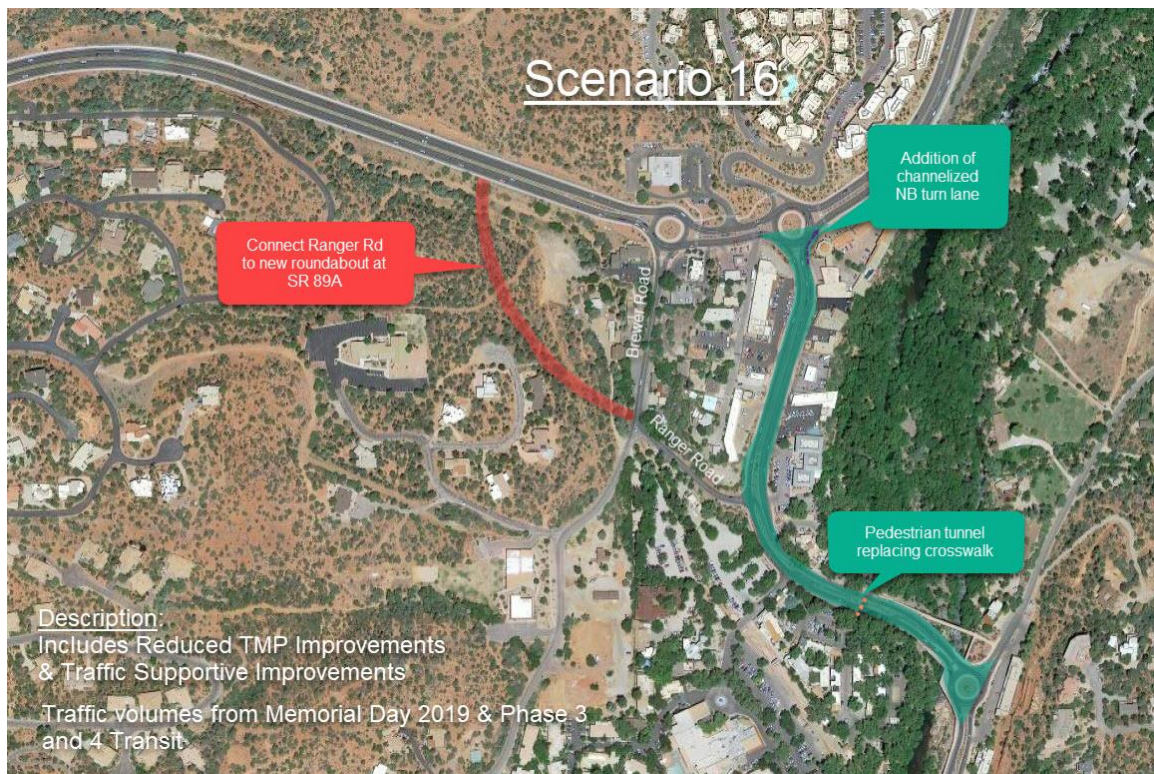 Scenario 16
Addition of
channelized
NB turn lane
Connect Ranger Rd
to new roundabout at
SR 89A
Brewer Road
Ranger Road
Pedestrian tunnel
replacing crosswalk
Description:
Includes Reduced TMP Improvements
& Traffic Supportive Improvements
Traffic volumes from Memorial Day 2019 & Phase 3
and 4 Transit